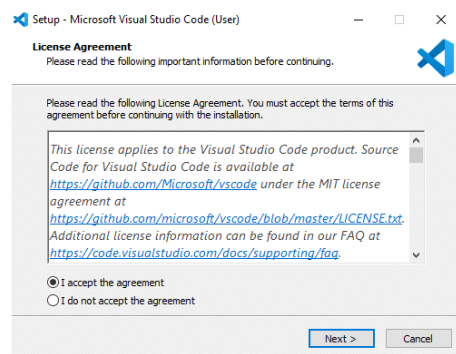 Setup - Microsoft Visual Studio Code (User)
License Agreement
Please read the following important information before continuing.
Please read the following License Agreement. You must accept the terms of this
agreement before continuing with the installation.
This license applies to the Visual Studio Code product. Source
Code for Visual Studio Code is available at
https://github.com/Microsoft/vscode under the MIT license
agreement at
https://github.com/microsoft/vscode/blob/master/LICENSE.txt.
Additional license information can be found in our FAQ at
https://code.visualstudio.com/docs/supporting/faq.
I accept the agreement
I do not accept the agreement
Next >
Cancel